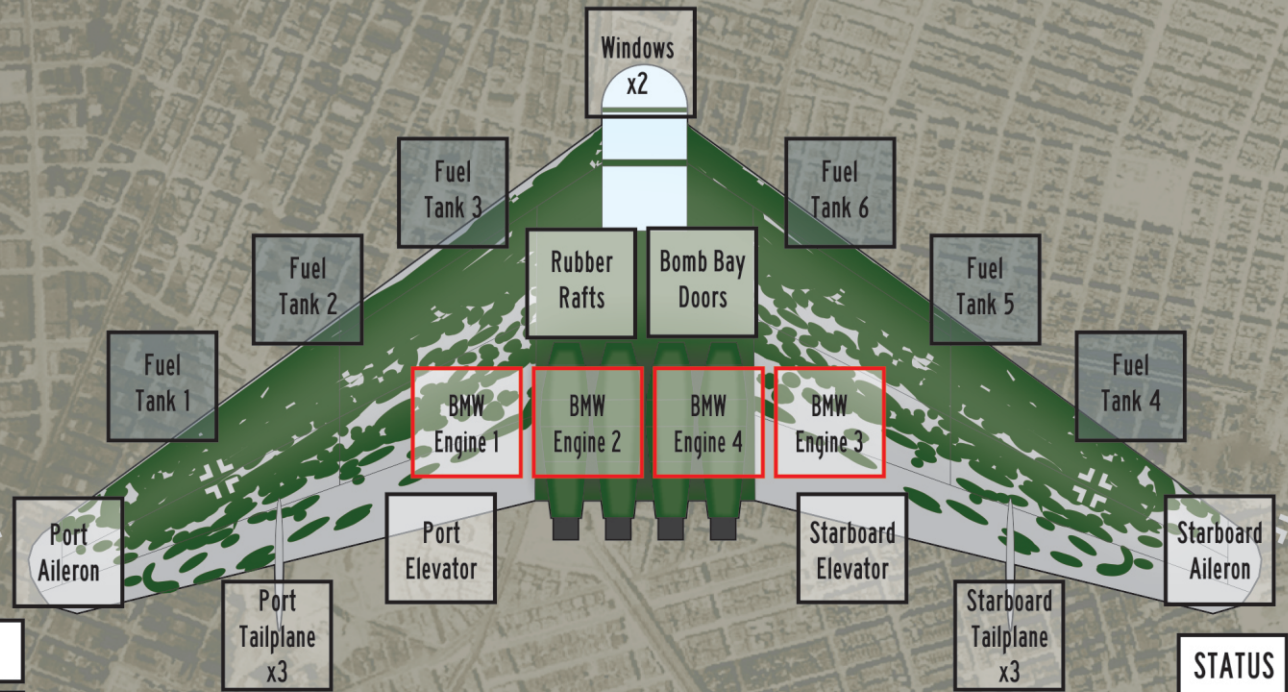 Windows
x2
Fuel
Tank 3
Fuel
Tank 6
Fuel
Tank 2
Rubber
Rafts
Bomb Bay
Doors
Fuel
Tank 5
Fuel
Tank 1
BMW
Engine 1
BMW
Engine 2
BMW
Engine 4
BMW
Engine 3
Fuel
Tank 4
Port
Aileron
Port
Elevator
Starboard
Elevator
Starboard
Aileron
Port
Tailplane
x3
Starboard
Tailplane
x3
STATUS